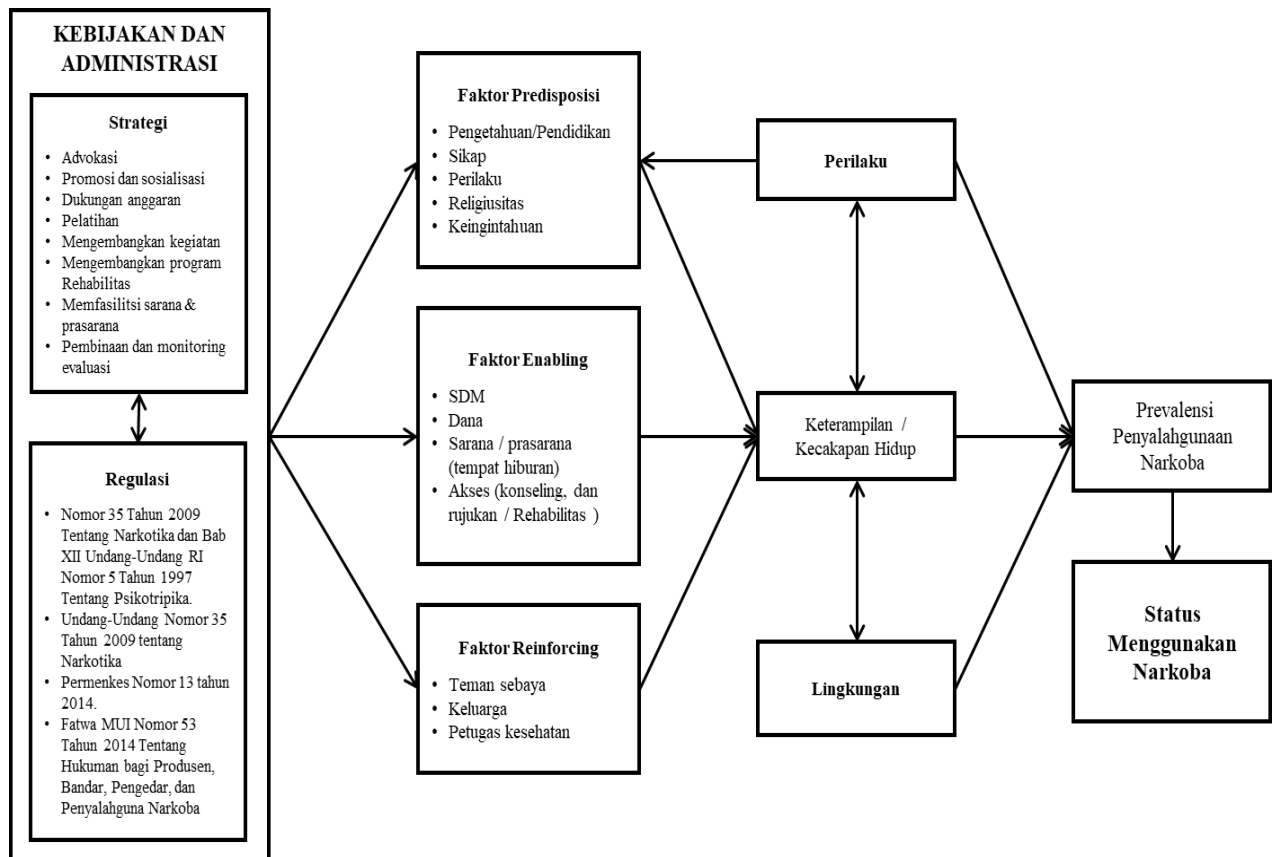 KEBIJAKAN DAN
ADMINISTRASI
Strategi
• Advokasi
• Promosi dan sosialisasi
• Dukungan anggaran
• Pelatihan
• Mengembangkan kegiatan
• Mengembangkan program
Rehabilitas
• Memfasilitsi sarana &
prasarana
• Pembinaan dan monitoring
evaluasi
Regulasi
• Nomor 35 Tahun 2009
Tentang Narkotika dan Bab
XII Undang-Undang RI
Nomor 5 Tahun 1997
Tentang Psikotripika.
• Undang-Undang Nomor 35
Tahun 2009 tentang
Narkotika
• Permenkes Nomor 13 tahun
2014.
• Fatwa MUI Nomor 53
Tahun 2014 Tentang
Hukuman bagi Produsen,
Bandar, Pengedar, dan
Penyalahguna Narkoba
Faktor Predisposi
• Pengetahuan/Pendidikan
• Sikap
• Perilaku
• Religiusitas
• Keingintahuan
Faktor Enabling
• SDM
• Dana
• Sarana / prasarana
(tempat hiburan)
• Akses (konseling, dan
rujukan / Rehabilitas )
Faktor Reinforcing
• Teman sebaya
• Keluarga
• Petugas kesehatan
Perilaku
Keterampilan /
Kecakapan Hidup
Lingkungan
Prevalensi
Penyalahgunaan
Narkoba
Status
Menggunakan
Narkoba